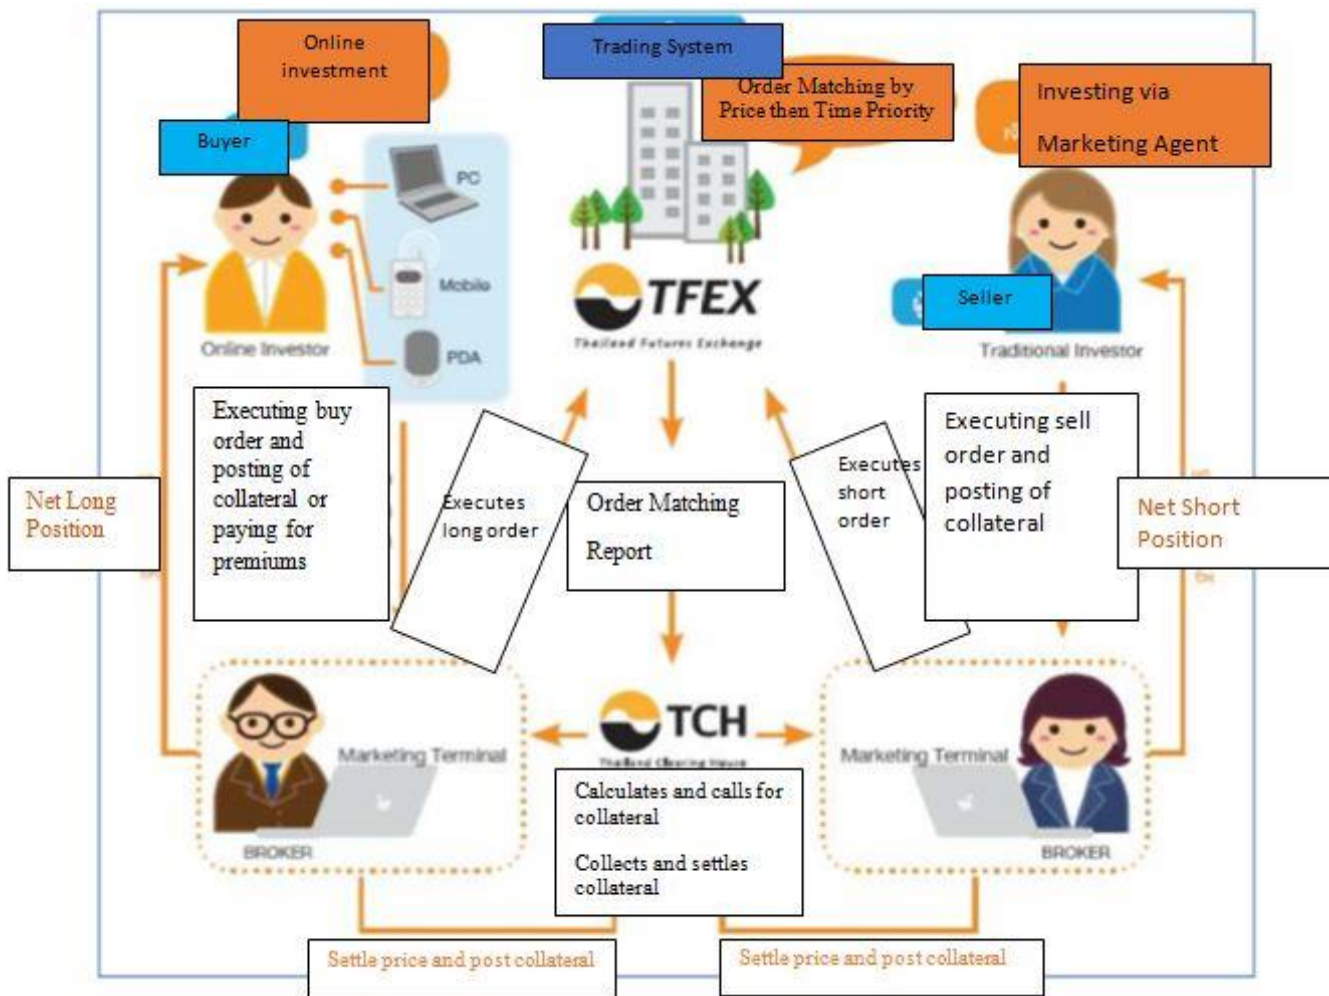 Online
investment
Trading System
Order Matching by
Price then Time Priority
Investing via
Marketing Agent
Buyer
PC
Mobile
PDA
Online Investor
TFEX
Thailand Futures Exchange
Seller
Traditional Investor
Executing buy
order and
posting of
collateral or
paying for
premiums
Executes
long order
Order Matching
Report
Executes
short
order
Executing sell
order and
posting of
collateral
Net Long
Position
Net Short
Position
Marketing Terminal
BROKER
TCH
Thailand Clearing House
Calculates and calls for
collateral
Collects and settles
collateral
Marketing Terminal
BROKER
Settle price and post collateral
Settle price and post collateral